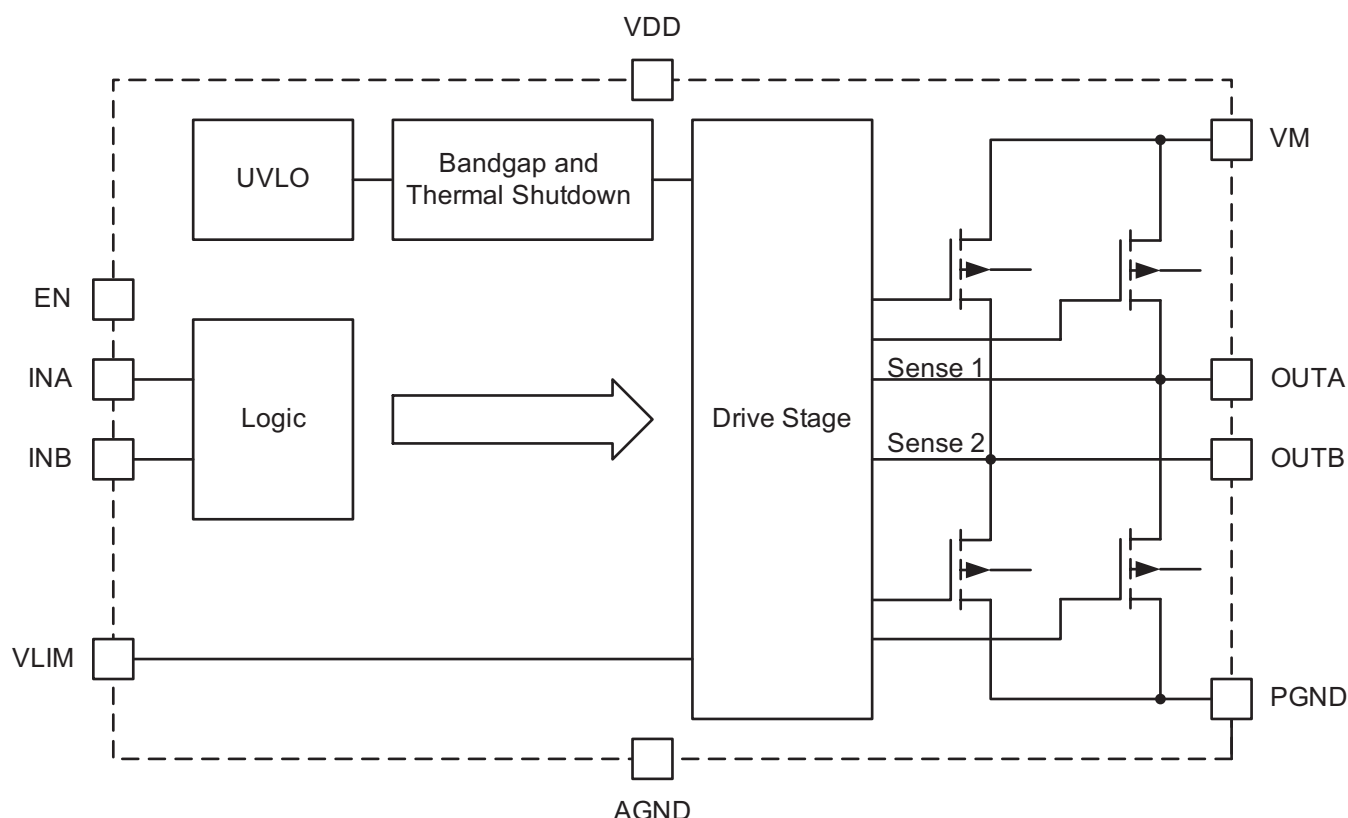 VDD
VM
UVLO
Bandgap and
Thermal Shutdown
EN
INA
INB
Logic
Drive Stage
Sense 1
Sense 2
OUTA
OUTB
VLIM
PGND
AGND